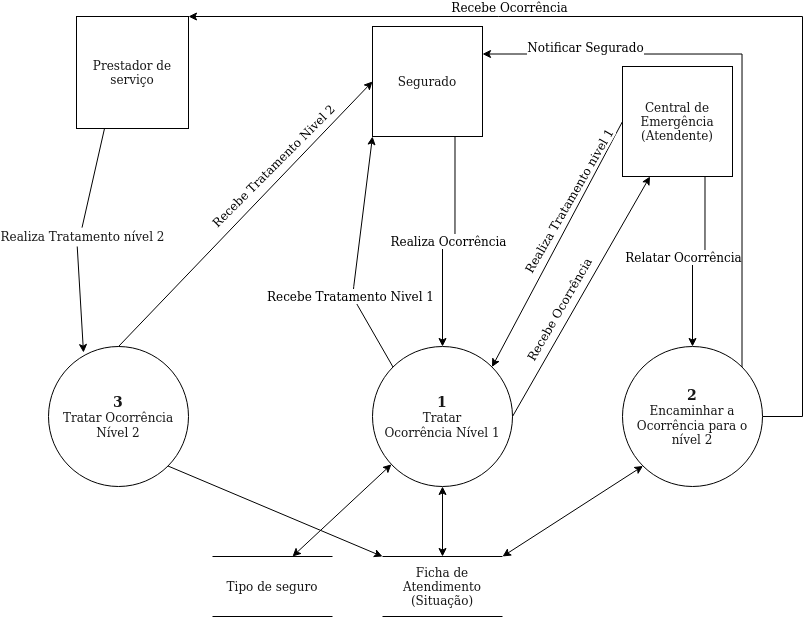 Recebe Ocorrência
Prestador de
serviço
Segurado
Notificar Segurado
Central de
Emergência
(Atendente)
Recebe Tratamento Nivel 2
Realiza Tratamento nivel 1
Realiza Tratamento nível 2
Realiza Ocorrência
Relatar Ocorrência
Recebe Tratamento Nivel 1
Recebe Ocorrência
3
Tratar Ocorrência
Nível 2
1
Tratar
Ocorrência Nível 1
2
Encaminhar a
Ocorrência para o
nível 2
Tipo de seguro
Ficha de
Atendimento
(Situação)